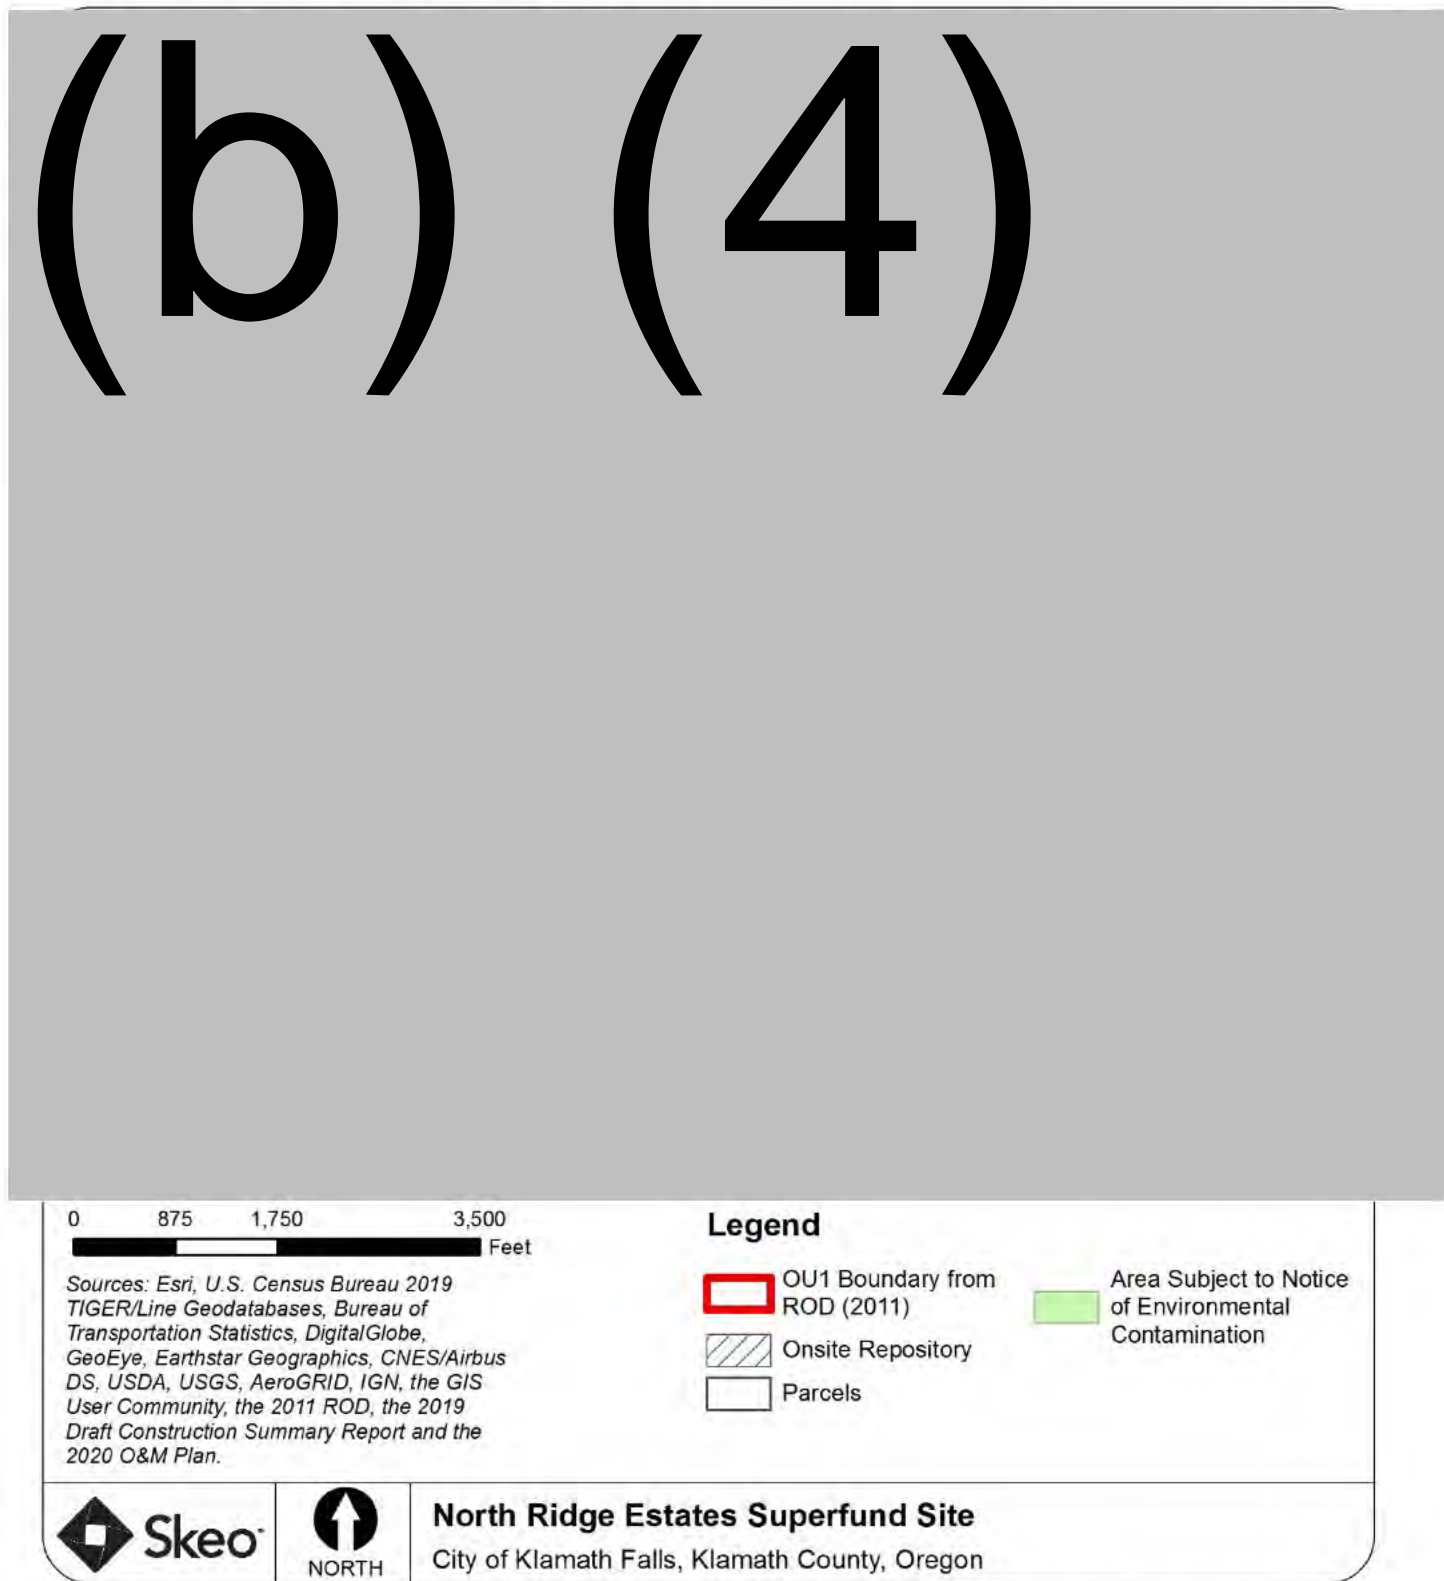 (b) (4)
0 875 1,750 3,500
Feet
Sources: Esri, U.S. Census Bureau 2019
TIGER/Line Geodatabases, Bureau of
Transportation Statistics, DigitalGlobe,
GeoEye, Earthstar Geographics, CNES/Airbus
DS, USDA, USGS, AeroGRID, IGN, the GIS
User Community, the 2011 ROD, the 2019
Draft Construction Summary Report and the
2020 O&M Plan.
Legend
OU1 Boundary from
ROD (2011)
Onsite Repository
Parcels
Area Subject to Notice
of Environmental
Contamination
Skeo
NORTH
North Ridge Estates Superfund Site
City of Klamath Falls, Klamath County, Oregon